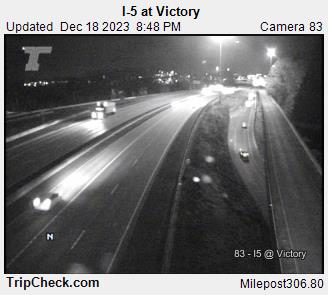 I-5 at Victory
Updated Dec 18 2023 8:48 PM Camera 83
T
N
83 - I5 @ Victory
TripCheck.com Milepost306.80